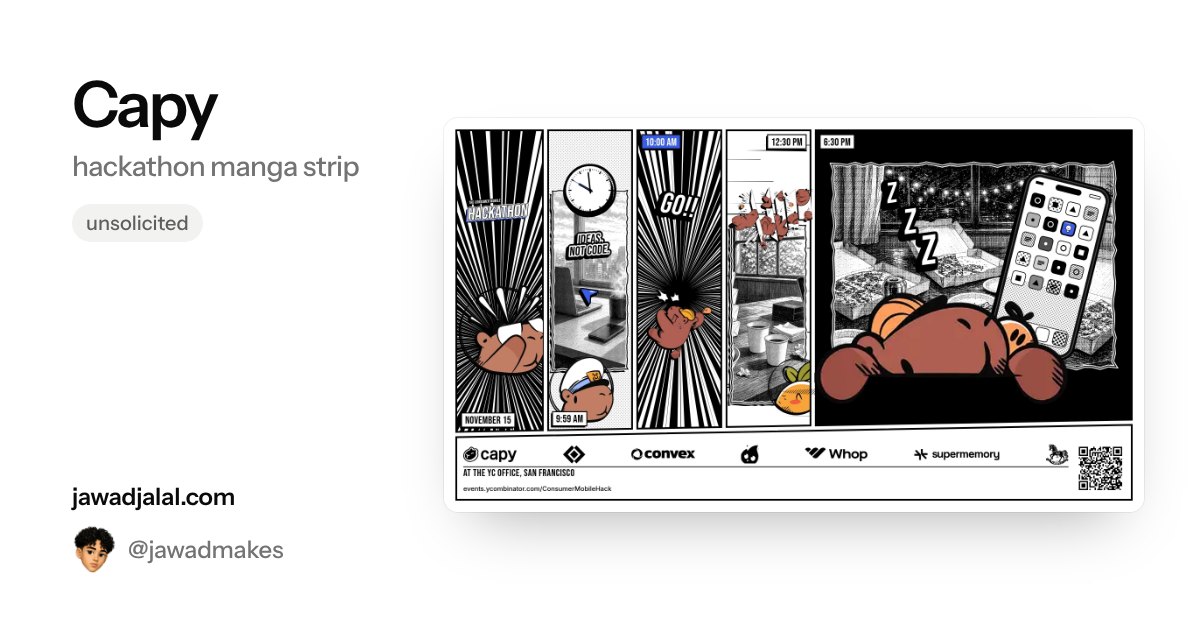 Capy
hackathon manga strip
unsolicited
jawadjalal.com
@jawadmakes
HACKATHON
NOVEMBER 15
IDEAS,
NOT CODE.
9:59 AM
10:00 AM
GO!!
12:30 PM
6:30 PM
Z
Z
Z
capy
convex
Whop
supermemory
AT THE YC OFFICE, SAN FRANCISCO
events.ycombinator.com/ConsumerMobileHack